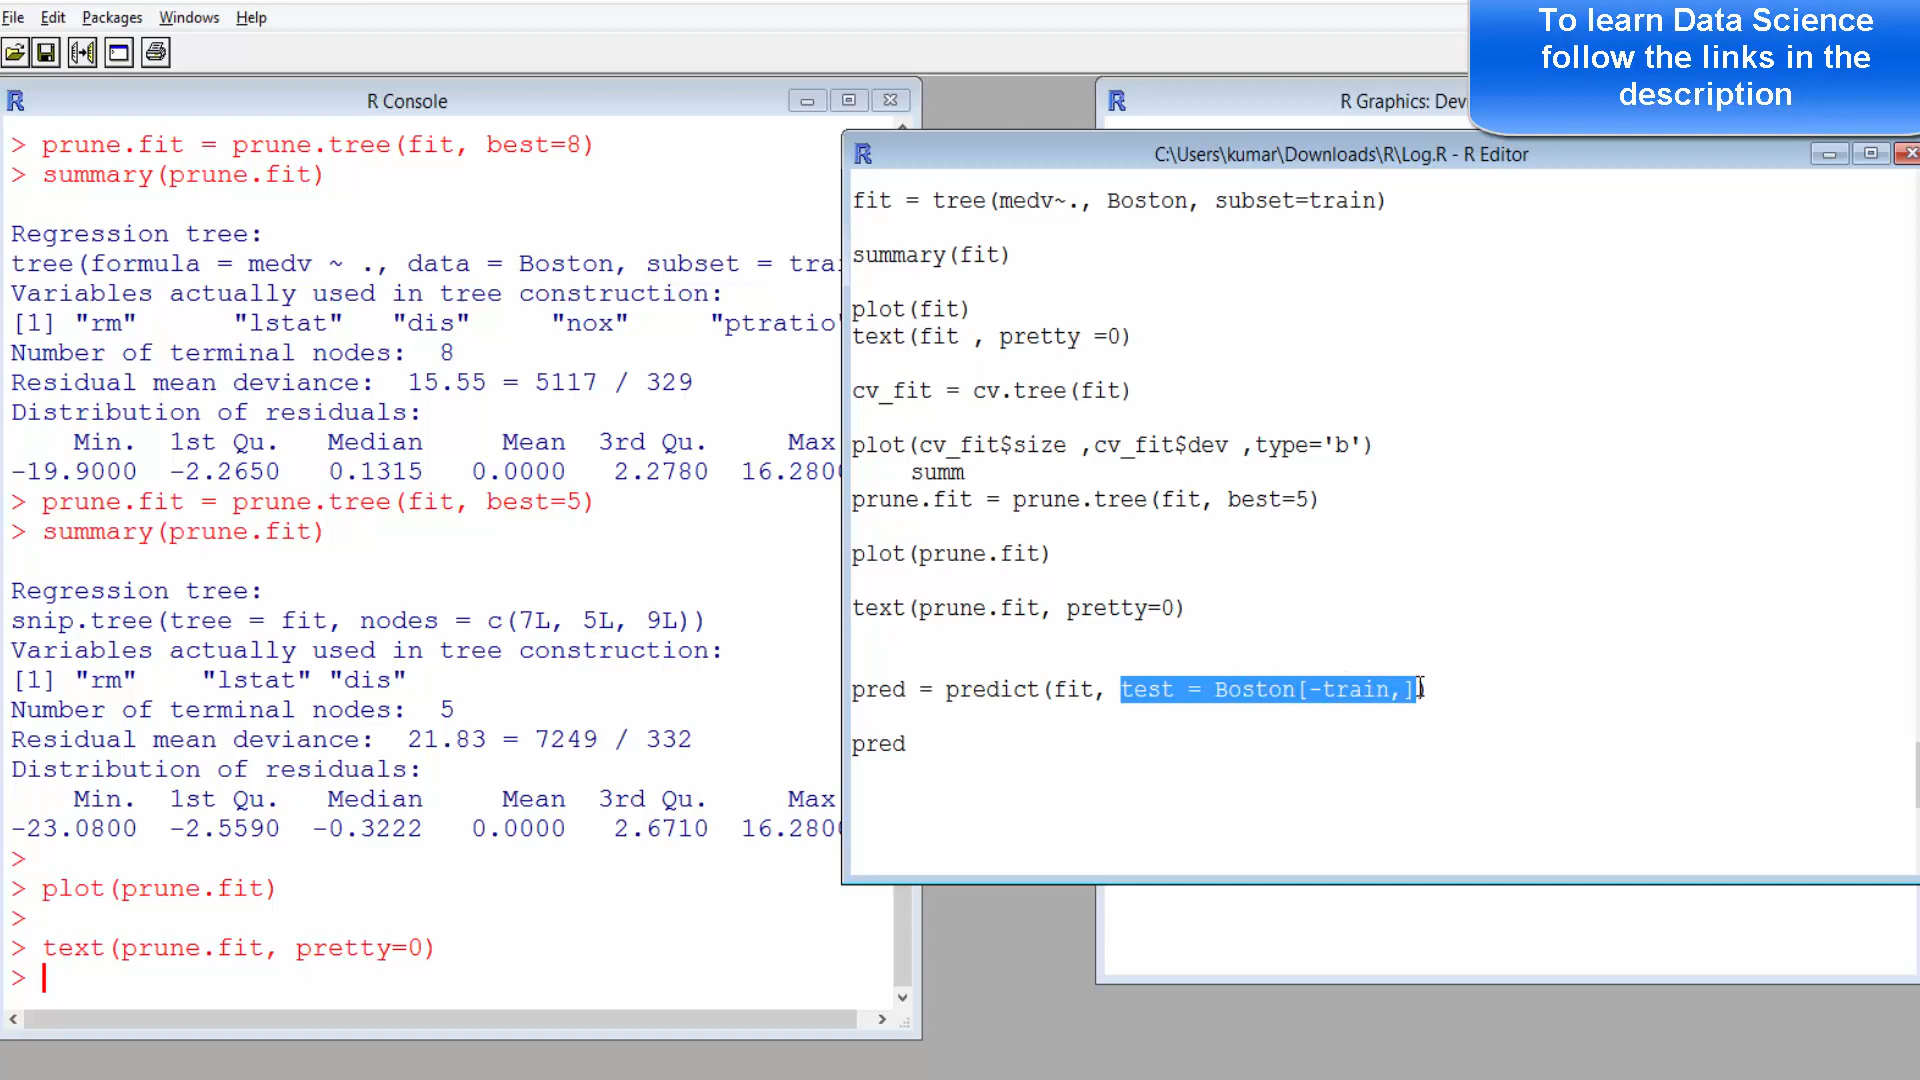 File Edit Packages Windows Help
To learn Data Science
follow the links in the
description
R Console
> prune.fit = prune.tree(fit, best=8)
> summary(prune.fit)
Regression tree:
tree(formula = medv ~ ., data = Boston, subset = trai
Variables actually used in tree construction:
[1] "rm" "lstat" "dis" "nox" "ptratio"
Number of terminal nodes: 8
Residual mean deviance: 15.55 = 5117 / 329
Distribution of residuals:
Min. 1st Qu. Median Mean 3rd Qu. Max
-19.9000 -2.2650 0.1315 0.0000 2.2780 16.2800
> prune.fit = prune.tree(fit, best=5)
> summary(prune.fit)
Regression tree:
snip.tree(tree = fit, nodes = c(7L, 5L, 9L))
Variables actually used in tree construction:
[1] "rm" "lstat" "dis"
Number of terminal nodes: 5
Residual mean deviance: 21.83 = 7249 / 332
Distribution of residuals:
Min. 1st Qu. Median Mean 3rd Qu. Max
-23.0800 -2.5590 -0.3222 0.0000 2.6710 16.2800
>
> plot(prune.fit)
>
> text(prune.fit, pretty=0)
>
R Graphics: Dev
C:\Users\kumar\Downloads\R\Log.R - R Editor
fit = tree(medv~., Boston, subset=train)
summary(fit)
plot(fit)
text(fit , pretty =0)
cv_fit = cv.tree(fit)
plot(cv_fit$size ,cv_fit$dev ,type='b')
summ
prune.fit = prune.tree(fit, best=5)
plot(prune.fit)
text(prune.fit, pretty=0)
pred = predict(fit, test = Boston[-train,])
pred